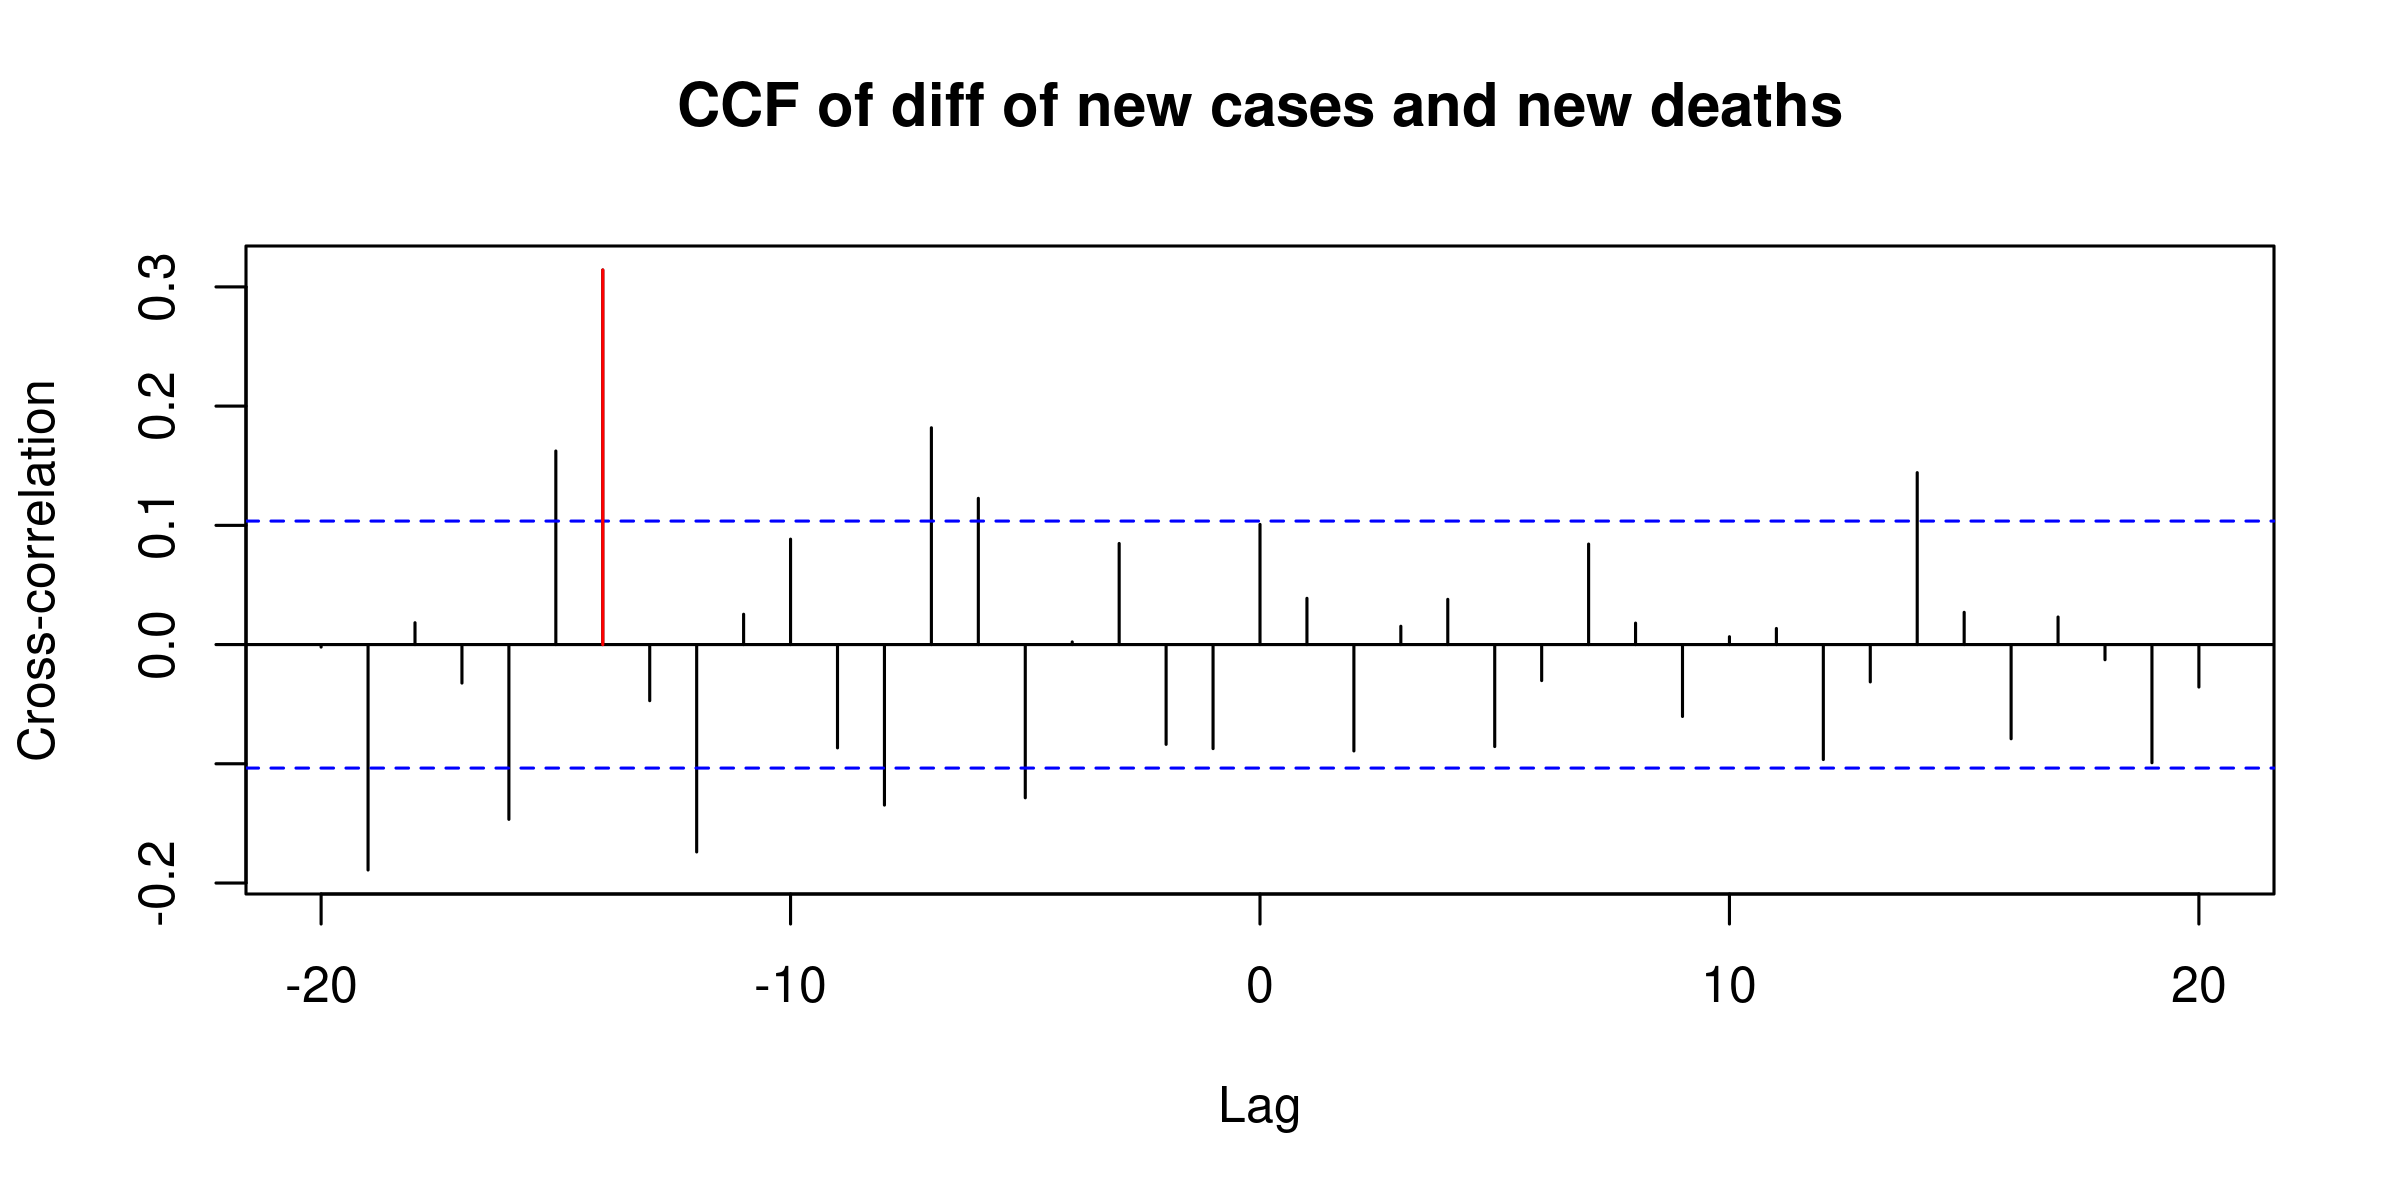 CCF of diff of new cases and new deaths
Cross-correlation
0.3
0.2
0.1
0.0
-0.2
-20 -10 0 10 20
Lag